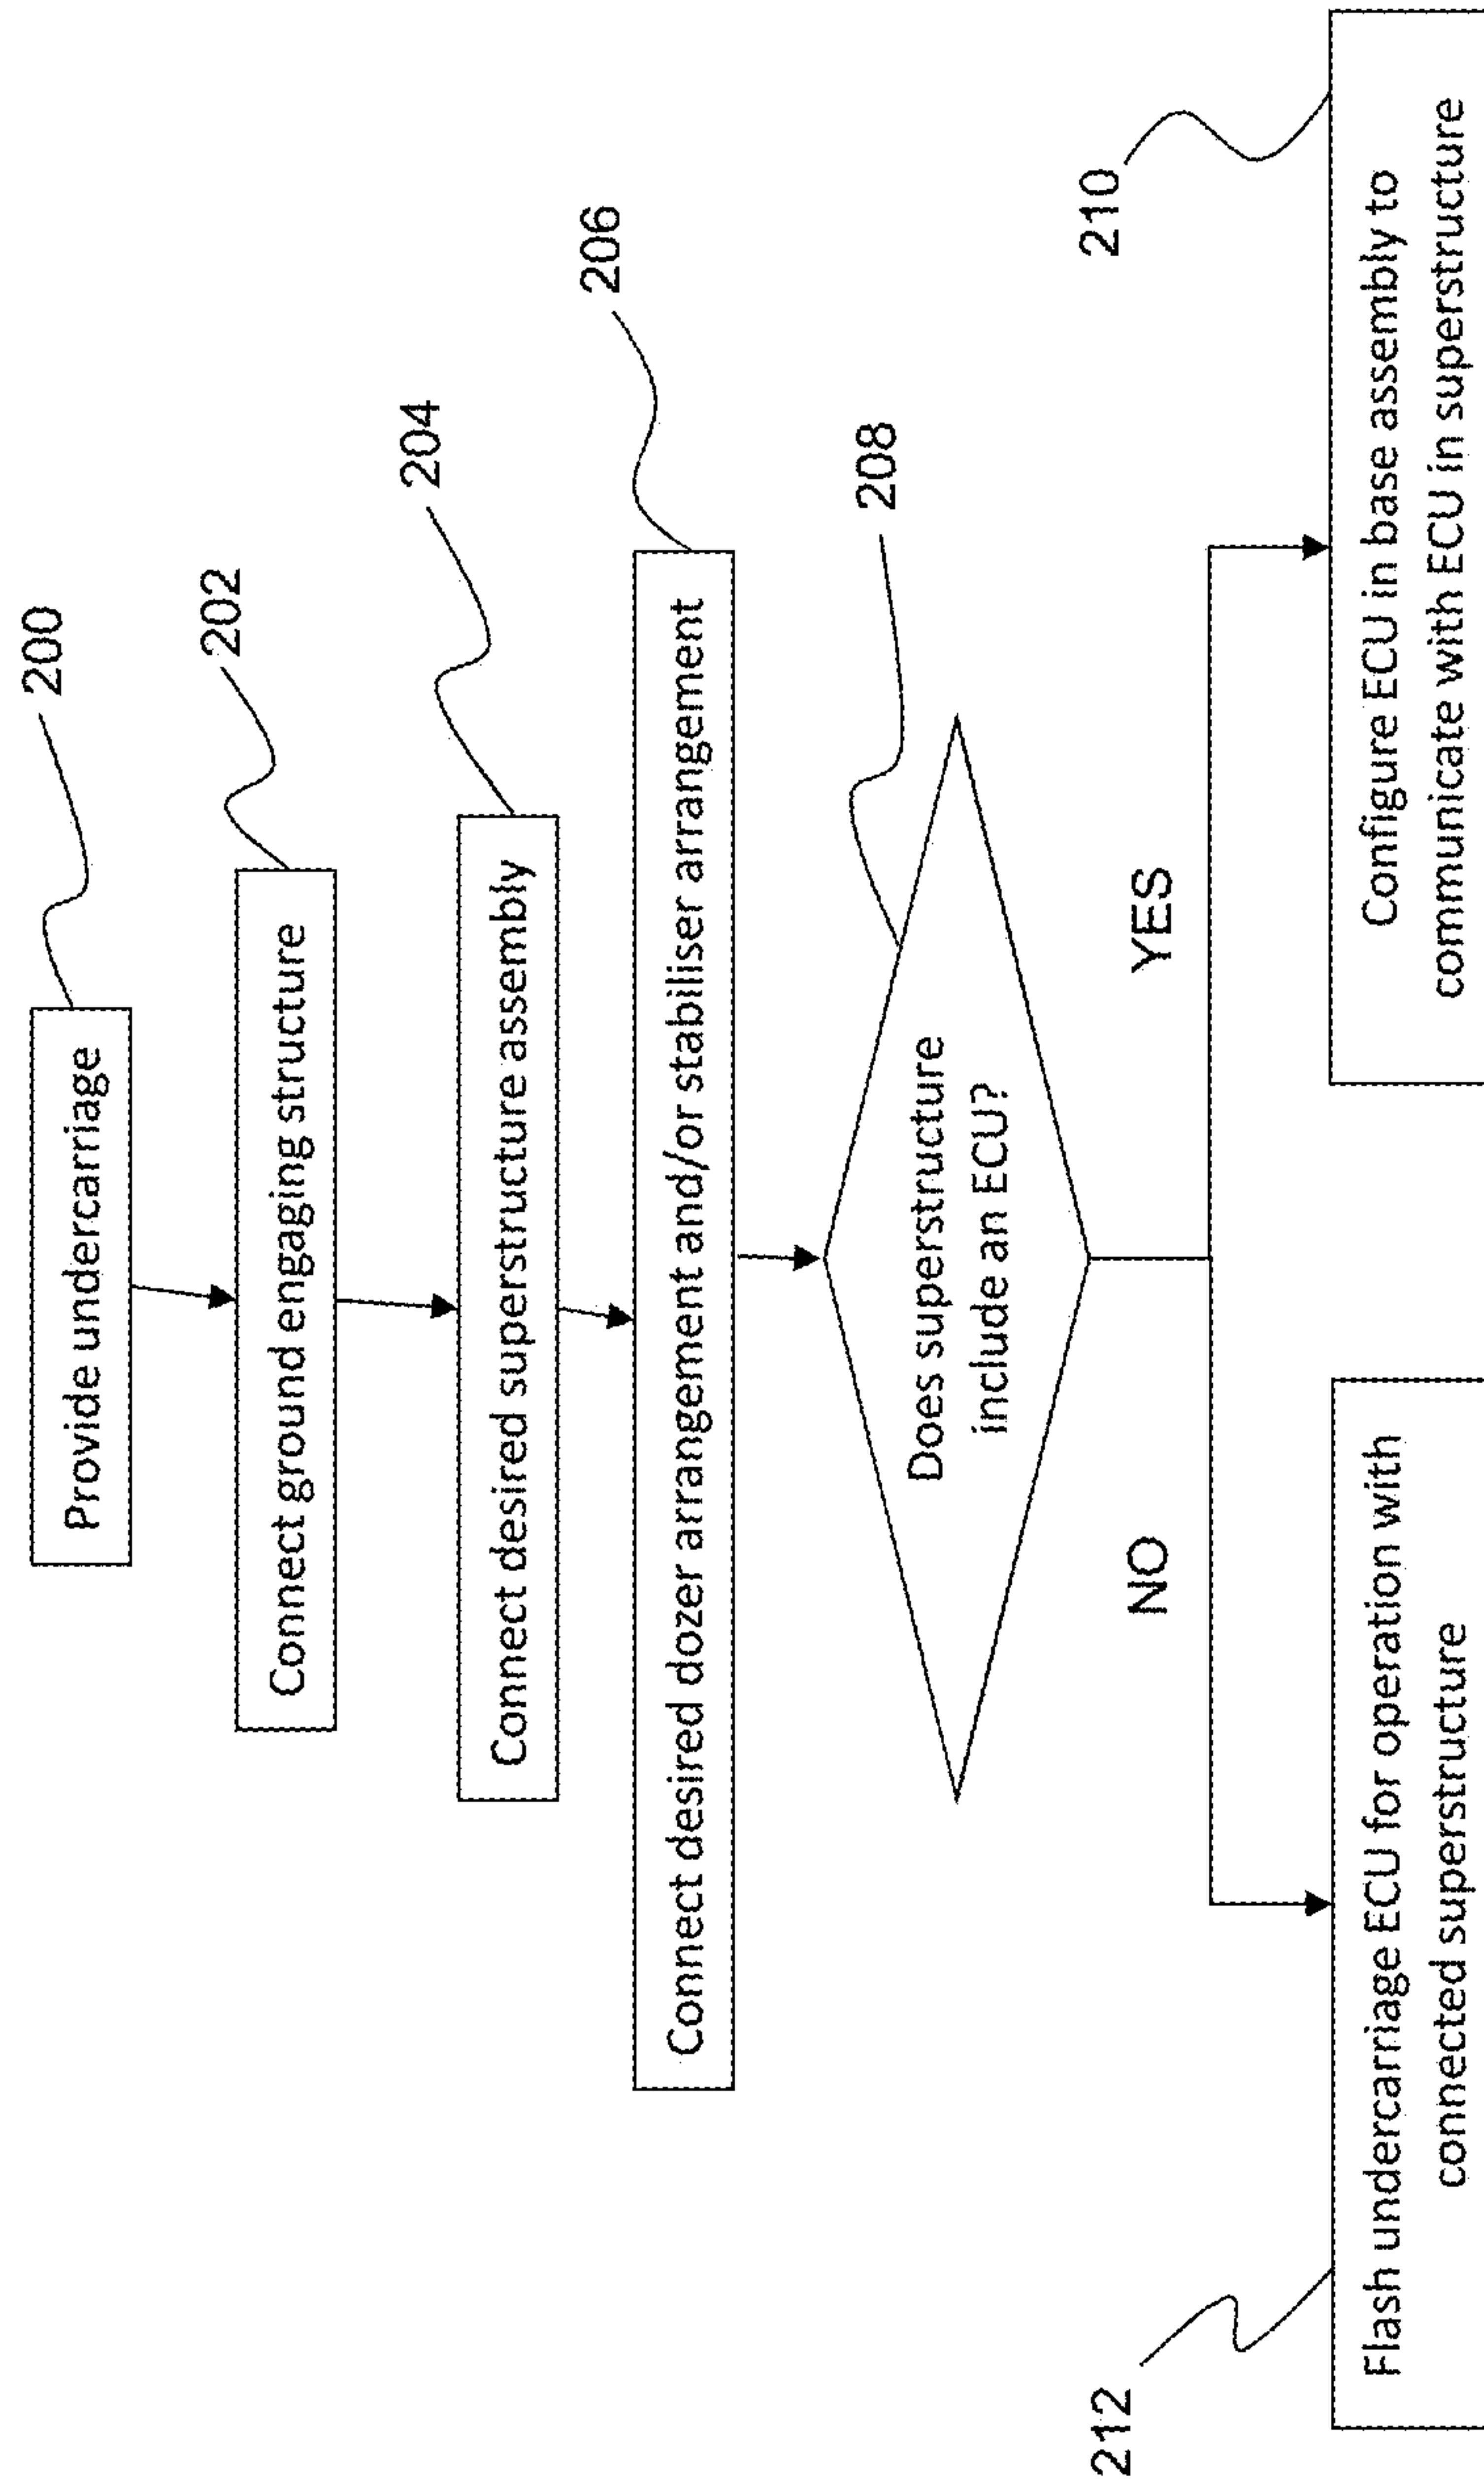 200
Provide undercarriage
202
Connect ground engaging structure
204
Connect desired superstructure assembly
206
Connect desired dozer arrangement and/or stabiliser arrangement
208
Does superstructure
include an ECU?
NO
YES
212
Flash undercarriage ECU for operation with
connected superstructure
210
Configure ECU in base assembly to
communicate with ECU in superstructure